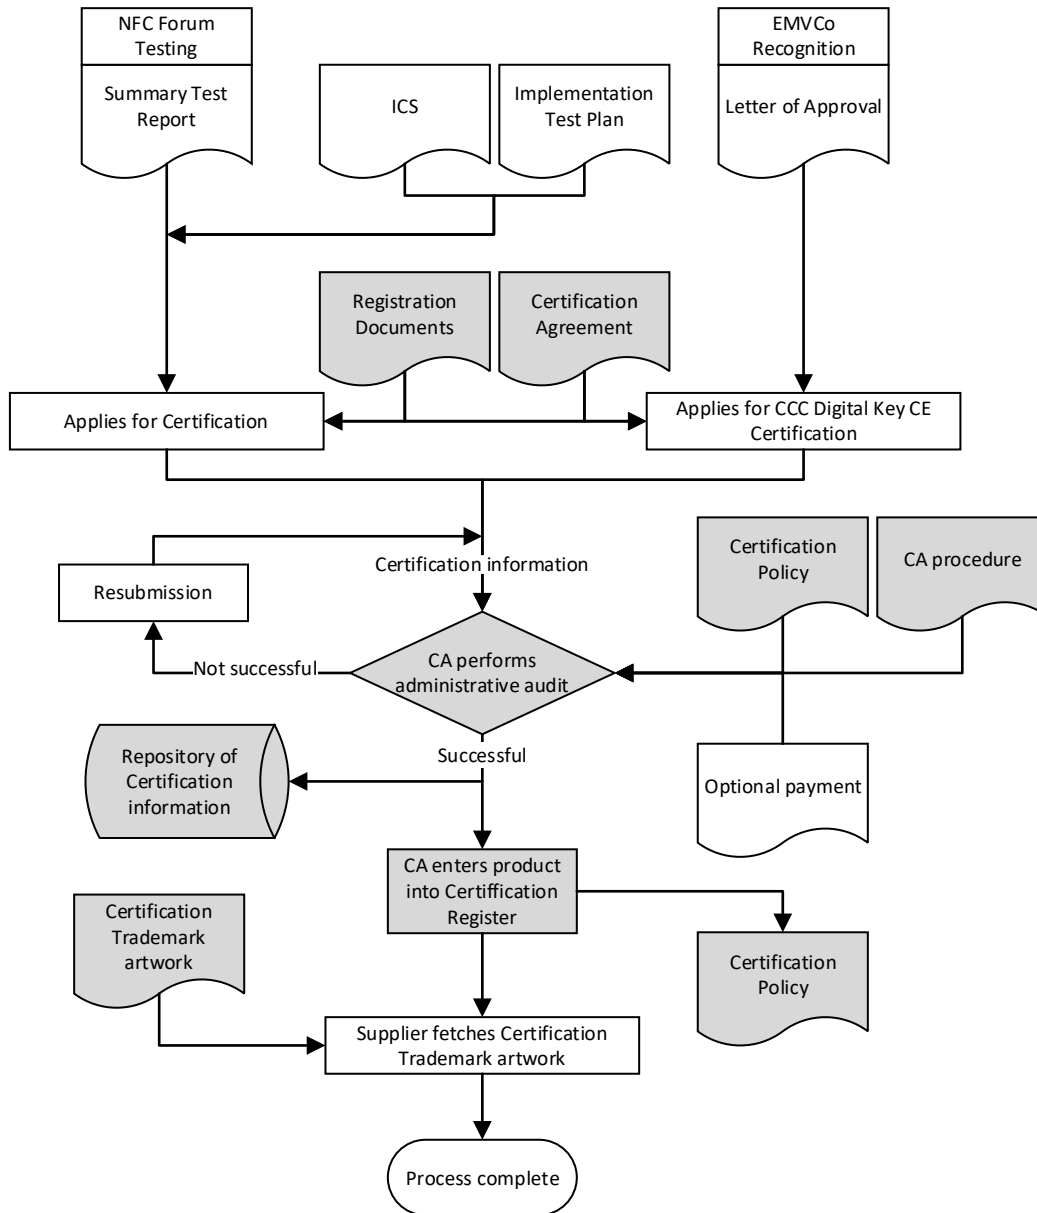 NFC Forum
Testing
Summary Test
Report
ICS
Implementation
Test Plan
EMVCo
Recognition
Letter of Approval
Registration
Documents
Certification
Agreement
Applies for Certification
Applies for CCC Digital Key CE
Certification
Certification information
Resubmission
Certification
Policy
CA procedure
Not successful
CA performs
administrative audit
Successful
Repository of
Certification
information
Optional payment
CA enters product
into Certiffication
Register
Certification
Trademark
artwork
Certification
Policy
Supplier fetches Certification
Trademark artwork
Process complete